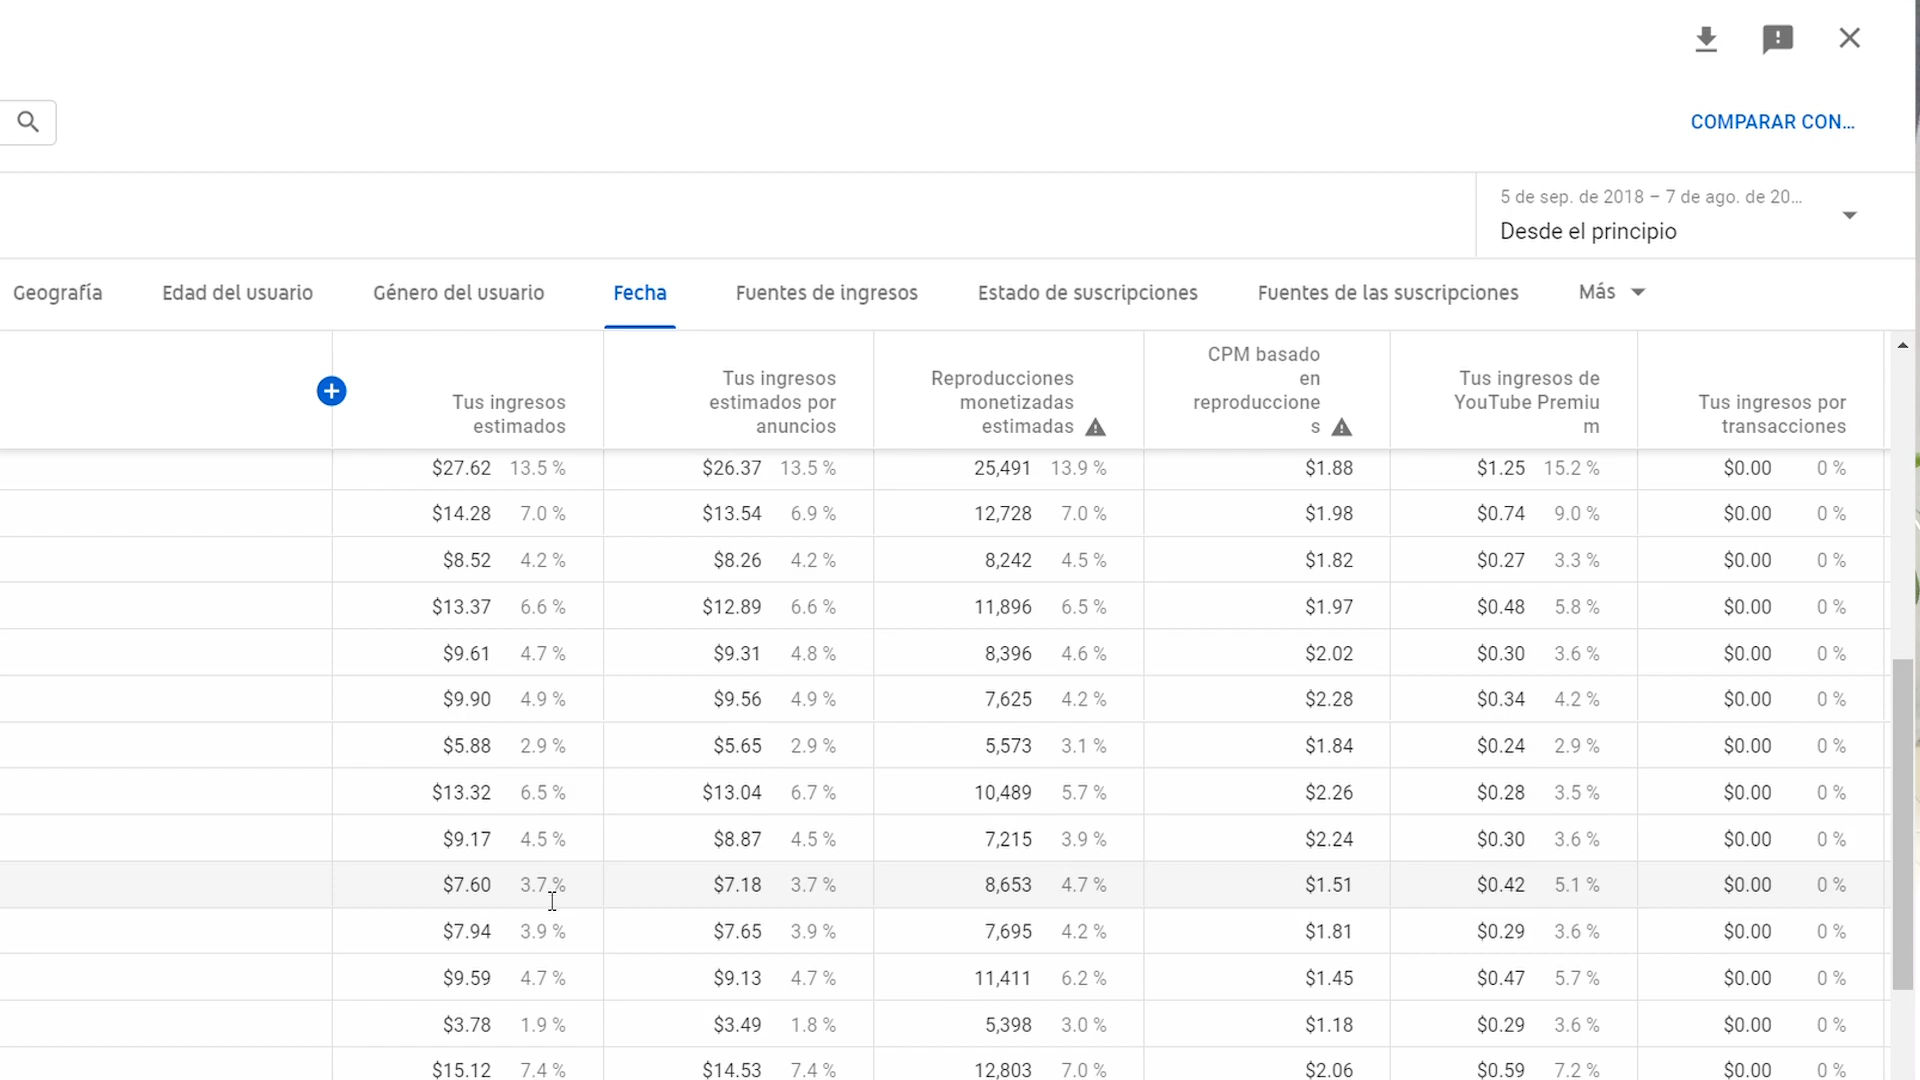 COMPARAR CON...
5 de sep. de 2018 – 7 de ago. de 20...
Desde el principio
Geografía Edad del usuario Género del usuario Fecha Fuentes de ingresos Estado de suscripciones Fuentes de las suscripciones Más
Tus ingresos
estimados
Tus ingresos
estimados por
anuncios
Reproducciones
monetizadas
estimadas
CPM basado
en
reproduccione
s
Tus ingresos de
YouTube Premiu
m
Tus ingresos por
transacciones
$27.62 13.5 % $26.37 13.5 % 25,491 13.9 % $1.88 $1.25 15.2 % $0.00 0 %
$14.28 7.0 % $13.54 6.9 % 12,728 7.0 % $1.98 $0.74 9.0 % $0.00 0 %
$8.52 4.2 % $8.26 4.2 % 8,242 4.5 % $1.82 $0.27 3.3 % $0.00 0 %
$13.37 6.6 % $12.89 6.6 % 11,896 6.5 % $1.97 $0.48 5.8 % $0.00 0 %
$9.61 4.7 % $9.31 4.8 % 8,396 4.6 % $2.02 $0.30 3.6 % $0.00 0 %
$9.90 4.9 % $9.56 4.9 % 7,625 4.2 % $2.28 $0.34 4.2 % $0.00 0 %
$5.88 2.9 % $5.65 2.9 % 5,573 3.1 % $1.84 $0.24 2.9 % $0.00 0 %
$13.32 6.5 % $13.04 6.7 % 10,489 5.7 % $2.26 $0.28 3.5 % $0.00 0 %
$9.17 4.5 % $8.87 4.5 % 7,215 3.9 % $2.24 $0.30 3.6 % $0.00 0 %
$7.60 3.7 % $7.18 3.7 % 8,653 4.7 % $1.51 $0.42 5.1 % $0.00 0 %
$7.94 3.9 % $7.65 3.9 % 7,695 4.2 % $1.81 $0.29 3.6 % $0.00 0 %
$9.59 4.7 % $9.13 4.7 % 11,411 6.2 % $1.45 $0.47 5.7 % $0.00 0 %
$3.78 1.9 % $3.49 1.8 % 5,398 3.0 % $1.18 $0.29 3.6 % $0.00 0 %
$15.12 7.4 % $14.53 7.4 % 12,803 7.0 % $2.06 $0.59 7.2 % $0.00 0 %